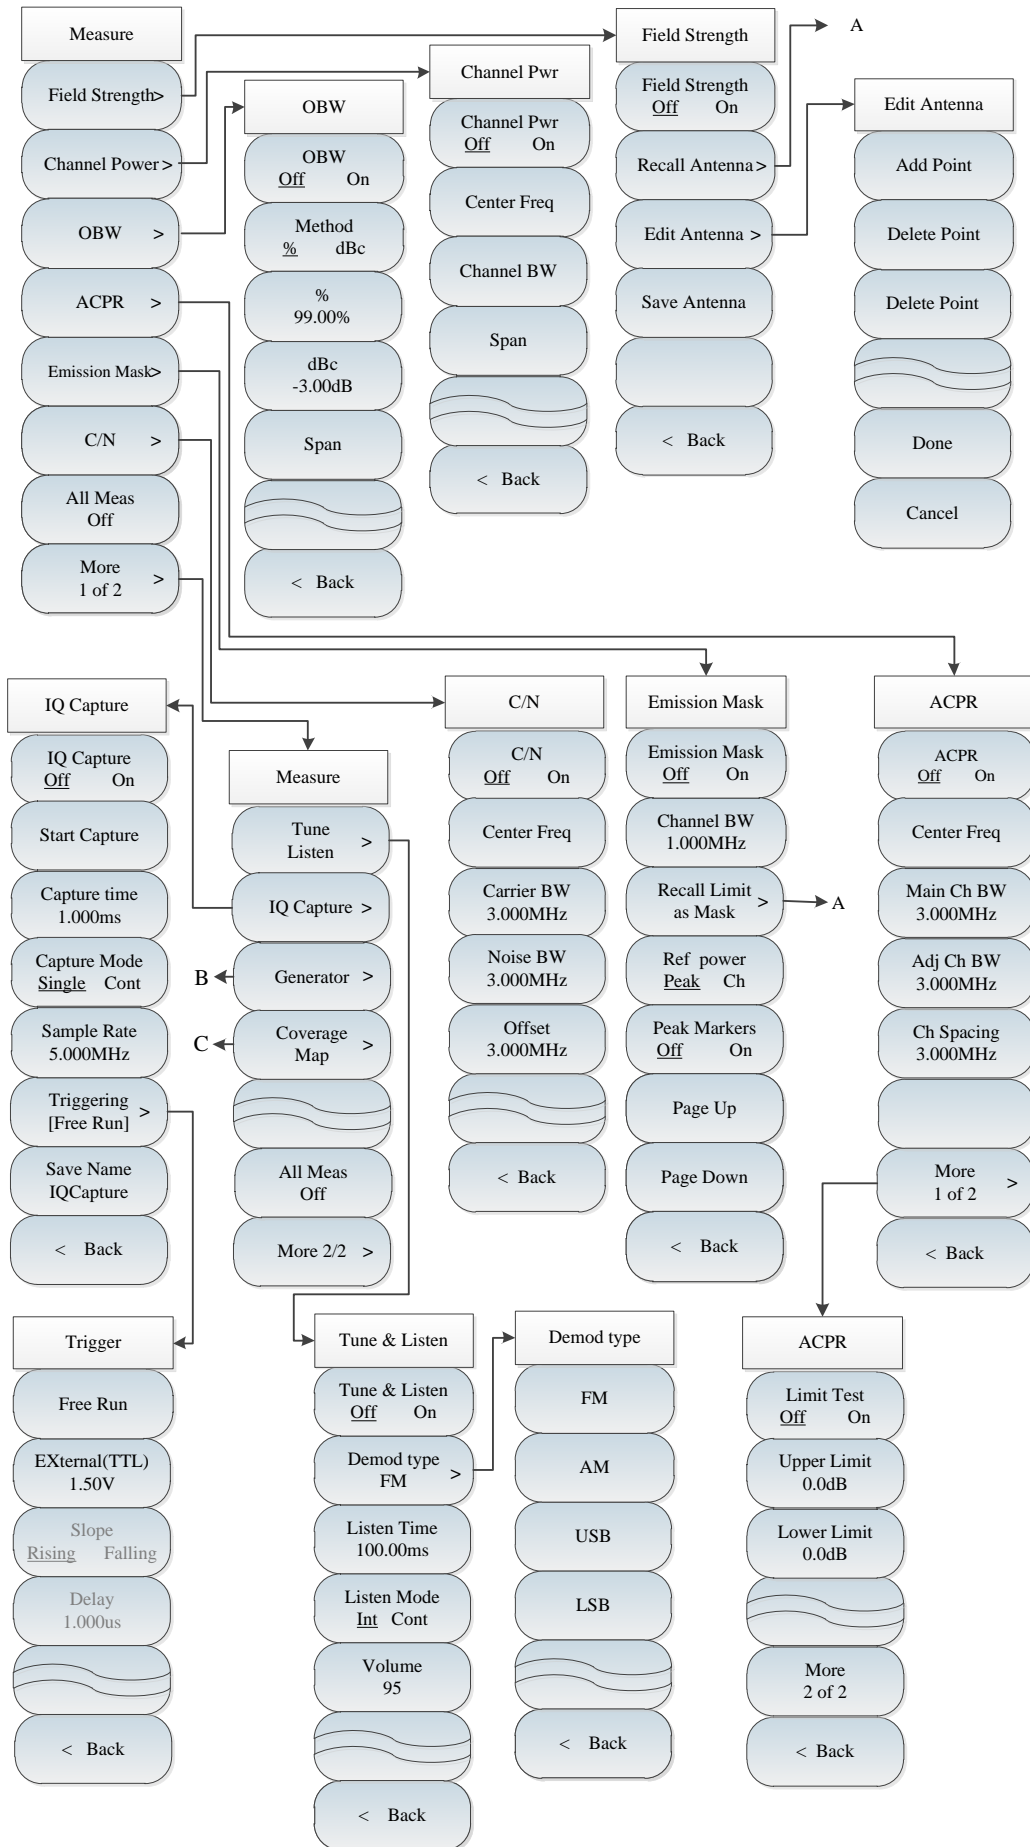 Measure
Field Strength>
Channel Power >
OBW >
ACPR >
Emission Mask>
C/N >
All Meas
Off
More >
1 of 2
OBW
OBW
Off On
Method
% dBc
%
99.00%
dBc
-3.00dB
Span
< Back
Channel Pwr
Channel Pwr
Off On
Center Freq
Channel BW
Span
< Back
Field Strength
Field Strength
Off On
Recall Antenna >
Edit Antenna >
Save Antenna
< Back
A
Edit Antenna
Add Point
Delete Point
Delete Point
Done
Cancel
IQ Capture
IQ Capture
Off On
Start Capture
Capture time
1.000ms
Capture Mode
Single Cont
Sample Rate
5.000MHz
Triggering >
[Free Run]
Save Name
IQCapture
< Back
Measure
Tune >
Listen
IQ Capture >
B
Generator >
C
Coverage >
Map
All Meas
Off
More 2/2 >
C/N
C/N
Off On
Center Freq
Carrier BW
3.000MHz
Noise BW
3.000MHz
Offset
3.000MHz
< Back
Emission Mask
Emission Mask
Off On
Channel BW
1.000MHz
Recall Limit >
as Mask
A
Ref power
Peak Ch
Peak Markers
Off On
Page Up
Page Down
< Back
ACPR
ACPR
Off On
Center Freq
Main Ch BW
3.000MHz
Adj Ch BW
3.000MHz
Ch Spacing
3.000MHz
More >
1 of 2
< Back
Trigger
Free Run
EXternal(TTL)
1.50V
Slope
Rising Falling
Delay
1.000us
< Back
Tune & Listen
Tune & Listen
Off On
Demod type >
FM
Listen Time
100.00ms
Listen Mode
Int Cont
Volume
95
< Back
Demod type
FM
AM
USB
LSB
< Back
ACPR
Limit Test
Off On
Upper Limit
0.0dB
Lower Limit
0.0dB
More
2 of 2
< Back